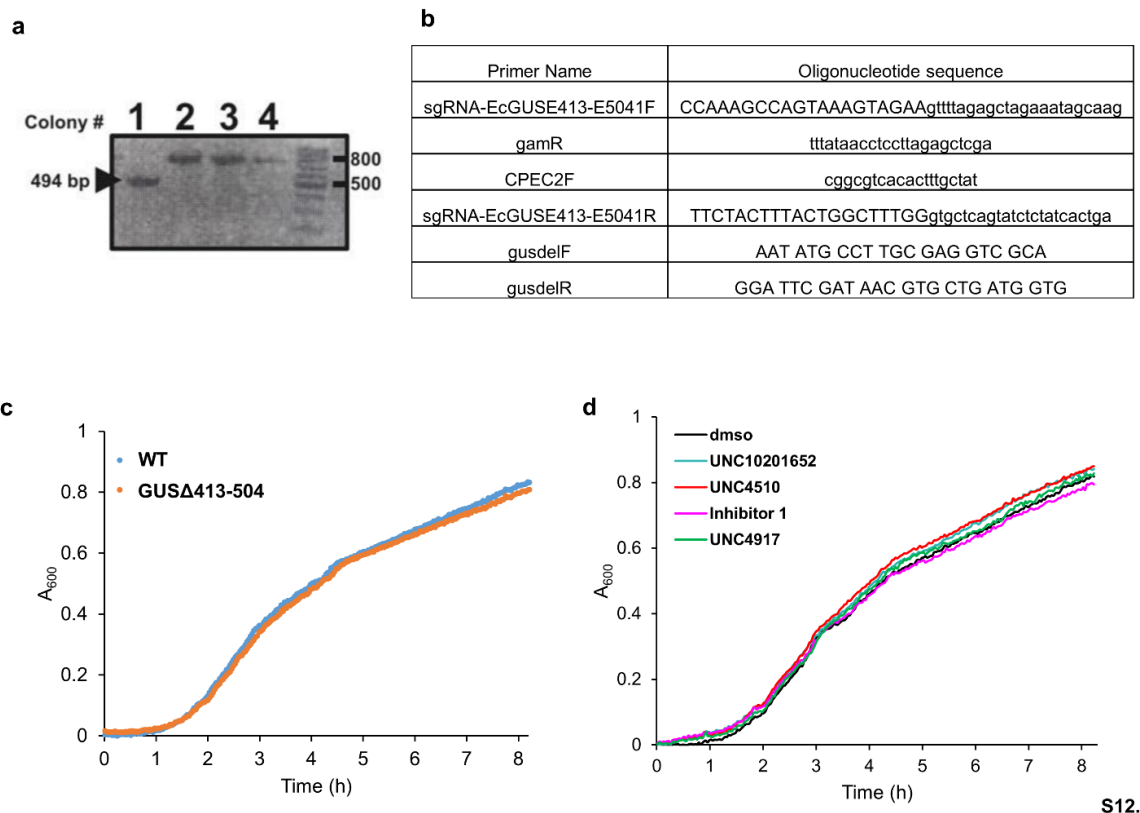 a
Colony # 1 2 3 4
800
494 bp
500
b
Primer Name Oligonucleotide sequence
sgRNA-EcGUSE413-E5041F CCAAAGCCAGTAAAGTAGAAgttttagagctagaaatagcaag
gamR tttataacctccttagagctcga
CPEC2F cggcgtcacactttgctat
sgRNA-EcGUSE413-E5041R TTCTACTTTACTGGCTTTGGgtgctcagtatctctatcactga
gusdelF AAT ATG CCT TGC GAG GTC GCA
gusdelR GGA TTC GAT AAC GTG CTG ATG GTG
c
1
0.8
0.6
0.4
0.2
0
A600
WT
GUSΔ413-504
0 1 2 3 4 5 6 7 8
Time (h)
d
1
0.8
0.6
0.4
0.2
0
A600
dmso
UNC10201652
UNC4510
Inhibitor 1
UNC4917
0 1 2 3 4 5 6 7 8
Time (h)
S12.